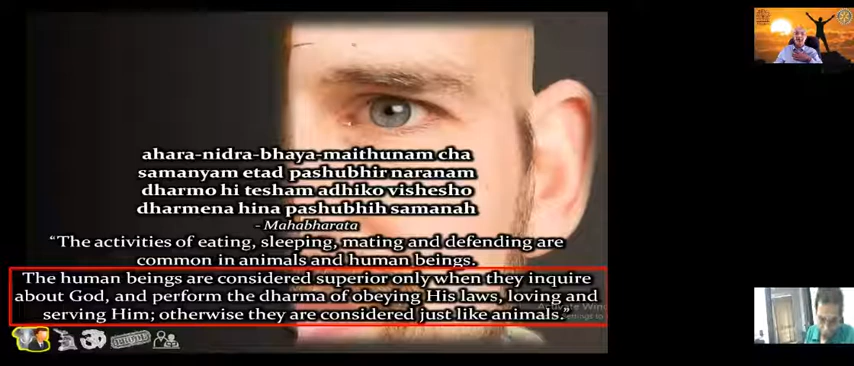 ahara-nidra-bhaya-maithunam cha
samanyam etad pashubhir naranam
dharmo hi tesham adhiko vishesho
dharmena hina pashubhih samanah
- Mahabharata
“The activities of eating, sleeping, mating and defending are
common in animals and human beings.
The human beings are considered superior only when they inquire
about God, and perform the dharma of obeying His laws, loving and
serving Him; otherwise they are considered just like animals.”
Activate Win